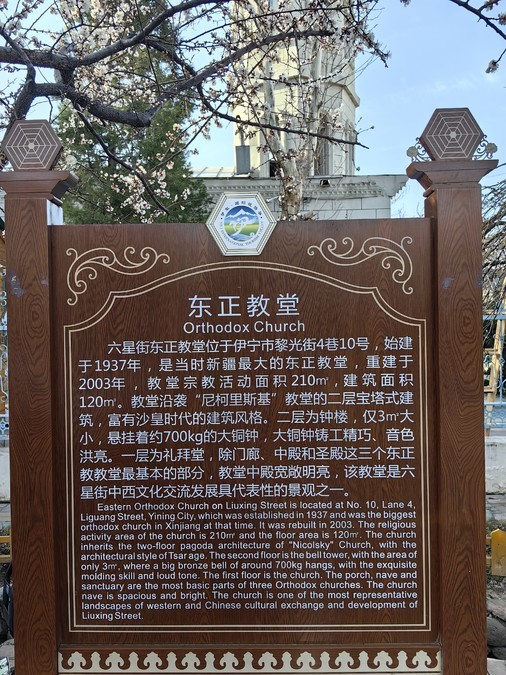 东正教堂
Orthodox Church
六星街东正教堂位于伊宁市黎光街4巷10号，始建
于1937年，是当时新疆最大的东正教堂，重建于
2003年，教堂宗教活动面积210㎡，建筑面积
120㎡。教堂沿袭“尼柯里斯基”教堂的二层宝塔式建
筑，富有沙皇时代的建筑风格。二层为钟楼，仅3㎡大
小，悬挂着约700kg的大铜钟，大铜钟铸工精巧、音色
洪亮。一层为礼拜堂，除门廊、中殿和圣殿这三个东正
教教堂最基本的部分，教堂中殿宽敞明亮，该教堂是六
星街中西文化交流发展具代表性的景观之一。
Eastern Orthodox Church on Liuxing Street is located at No. 10, Lane 4,
Liguang Street, Yining City, which was established in 1937 and was the biggest
orthodox church in Xinjiang at that time. It was rebuilt in 2003. The religious
activity area of the church is 210㎡ and the floor area is 120㎡. The church
inherits the two-floor pagoda architecture of "Nicolsky" Church, with the
architectural style of Tsar age. The second floor is the bell tower, with the area of
only 3㎡, where a big bronze bell of around 700kg hangs, with the exquisite
molding skill and loud tone. The first floor is the church. The porch, nave and
sanctuary are the most basic parts of three Orthodox churches. The church
nave is spacious and bright. The church is one of the most representative
landscapes of western and Chinese cultural exchange and development of
Liuxing Street.